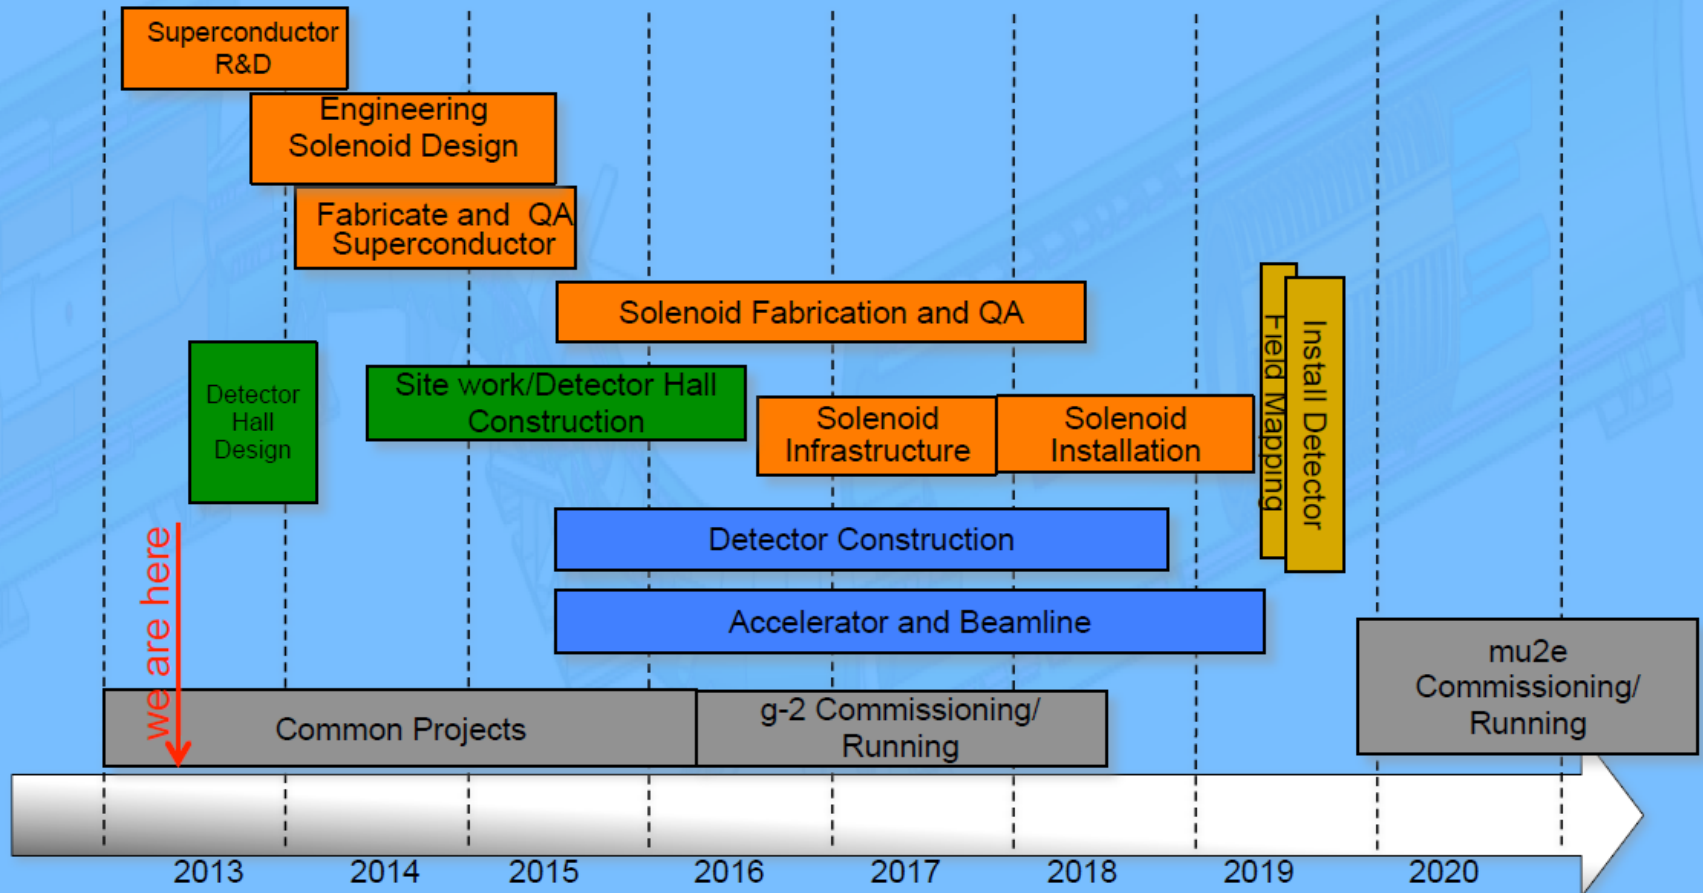 Superconductor
R&D
Engineering
Solenoid Design
Fabricate and QA
Superconductor
Solenoid Fabrication and QA
Detector
Hall
Design
Site work/Detector Hall
Construction
Solenoid
Infrastructure
Solenoid
Installation
Field Mapping
Install Detector
Detector Construction
Accelerator and Beamline
we are here
Common Projects
g-2 Commissioning/
Running
mu2e
Commissioning/
Running
2013 2014 2015 2016 2017 2018 2019 2020